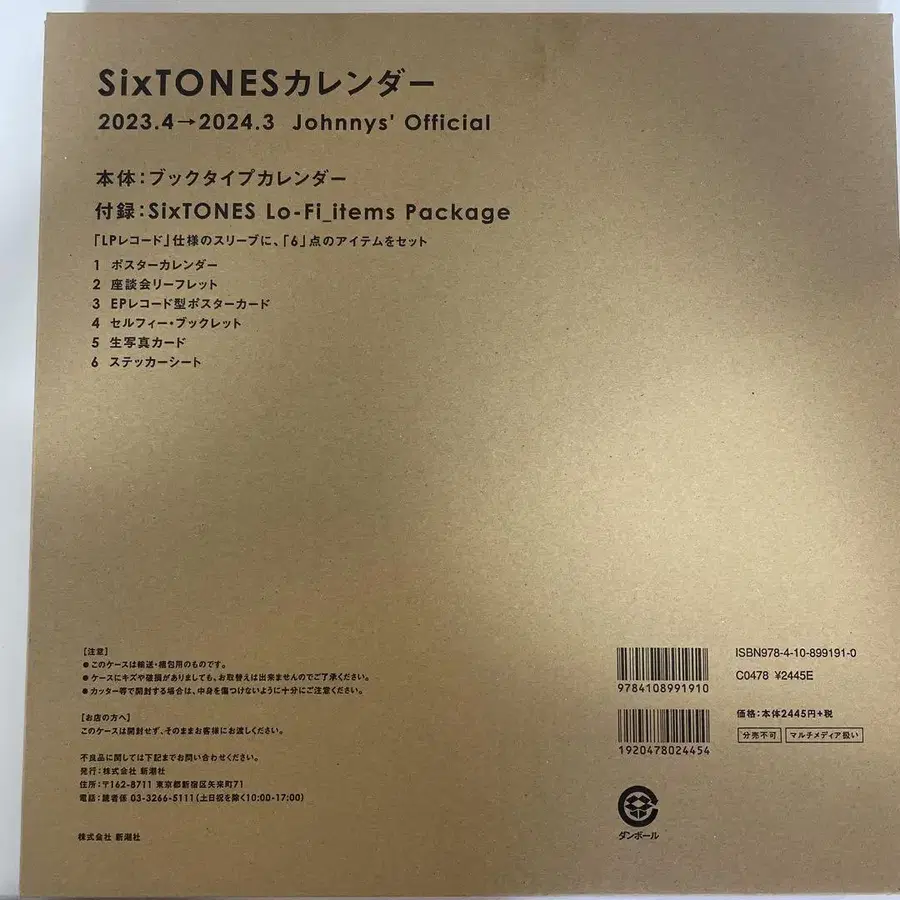 SixTONESカレンダー
2023.4→2024.3 Johnnys' Official
本体：ブックタイプカレンダー
付録：SixTONES Lo-Fi_items Package
「LPレコード」仕様のスリーブに、「6」点のアイテムをセット
1 ポスターカレンダー
2 座談会リーフレット
3 EPレコード型ポスターカード
4 セルフィー・ブックレット
5 生写真カード
6 ステッカーシート
【注意】
●このケースは輸送・梱包用のものです。
●ケースにキズや破損がありましても、お取替えは出来ませんのでご了承ください。
●カッター等で開封する場合は、中身を傷つけないように十分にご注意ください。
【お店の方へ】
このケースは開封せず、そのままお客様にお渡しください。
不良品に関しては下記までお問い合わせください。
発行：株式会社 新潮社
住所：〒162-8711 東京都新宿区矢来町71
電話：読者係 03-3266-5111（土日祝を除く10:00-17:00）
株式会社 新潮社
9784108991910
ISBN978-4-10-899191-0
C0478 ¥2445E
1920478024454
価格：本体2445円+税
分売不可 マルチメディア扱い
ダンボール